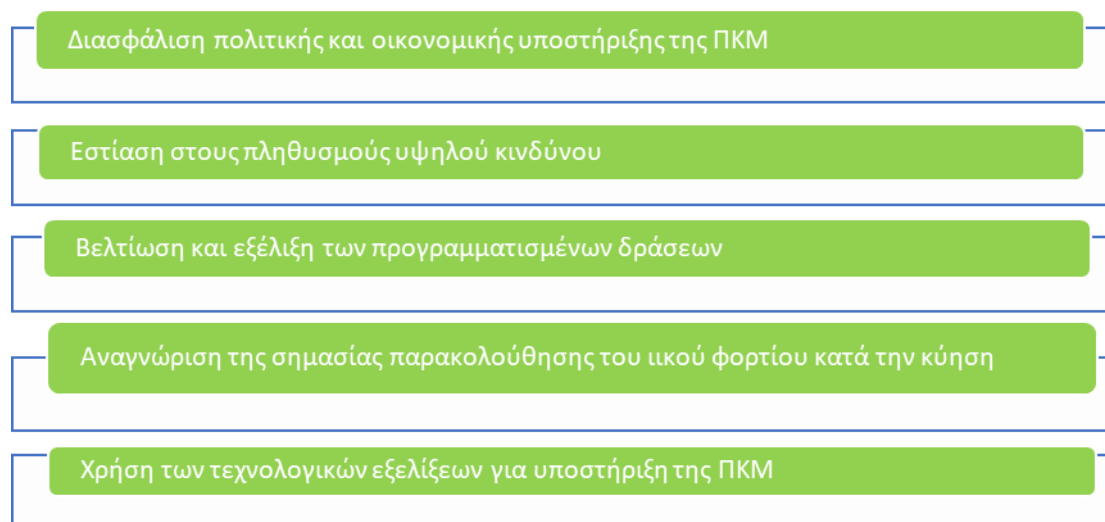 Διασφάλιση πολιτικής και οικονομικής υποστήριξης της ΠΚΜ
Εστίαση στους πληθυσμούς υψηλού κινδύνου
Βελτίωση και εξέλιξη των προγραμματισμένων δράσεων
Αναγνώριση της σημασίας παρακολούθησης του ιικού φορτίου κατά την κύηση
Χρήση των τεχνολογικών εξελίξεων για υποστήριξη της ΠΚΜ